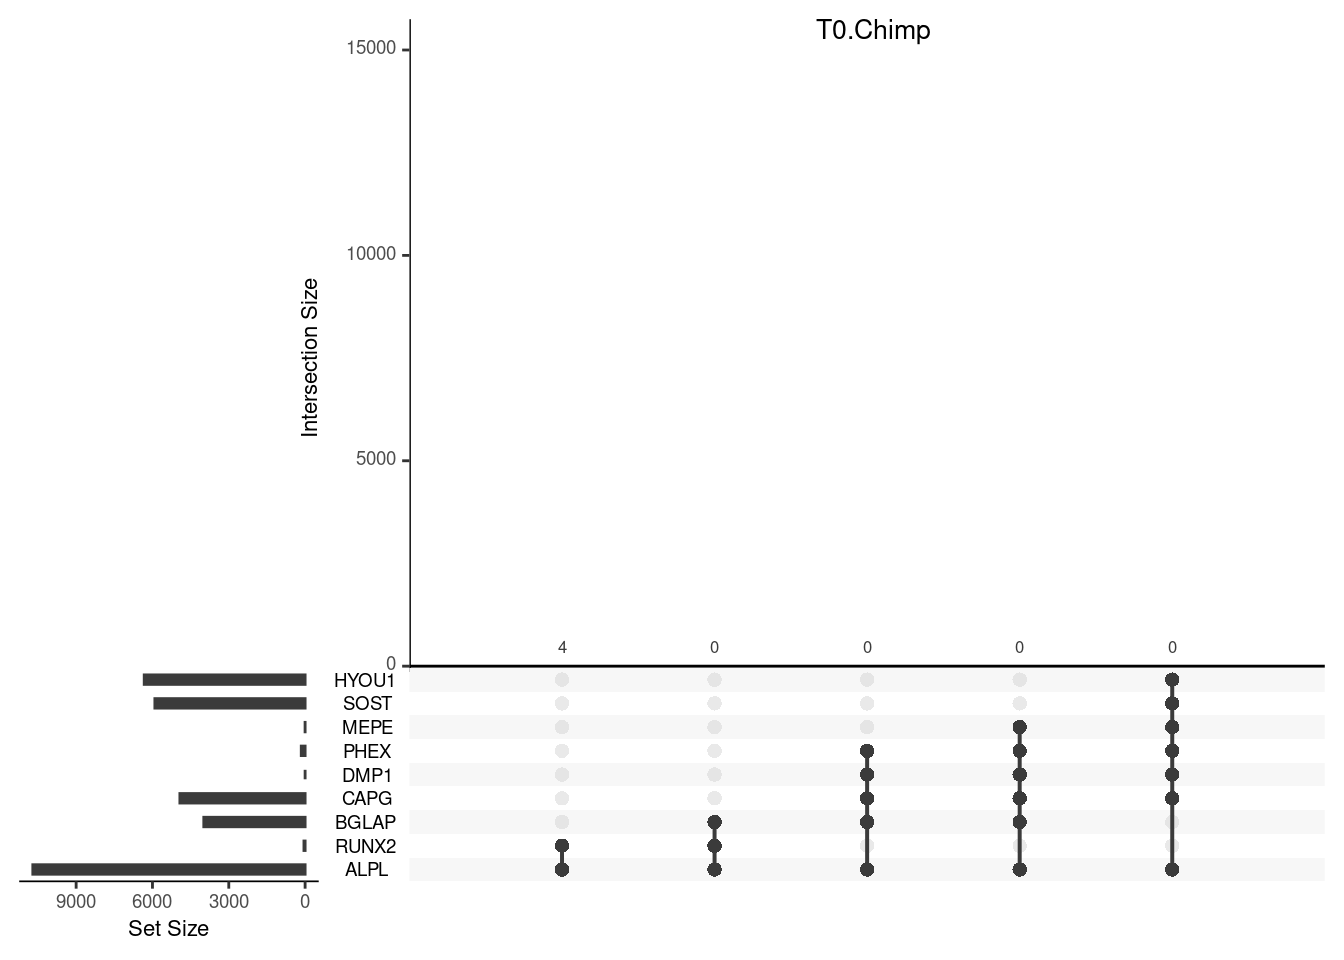 T0.Chimp
15000
10000
5000
0
Intersection Size
4 0 0 0 0
HYOU1
SOST
MEPE
PHEX
DMP1
CAPG
BGLAP
RUNX2
ALPL
9000 6000 3000 0
Set Size